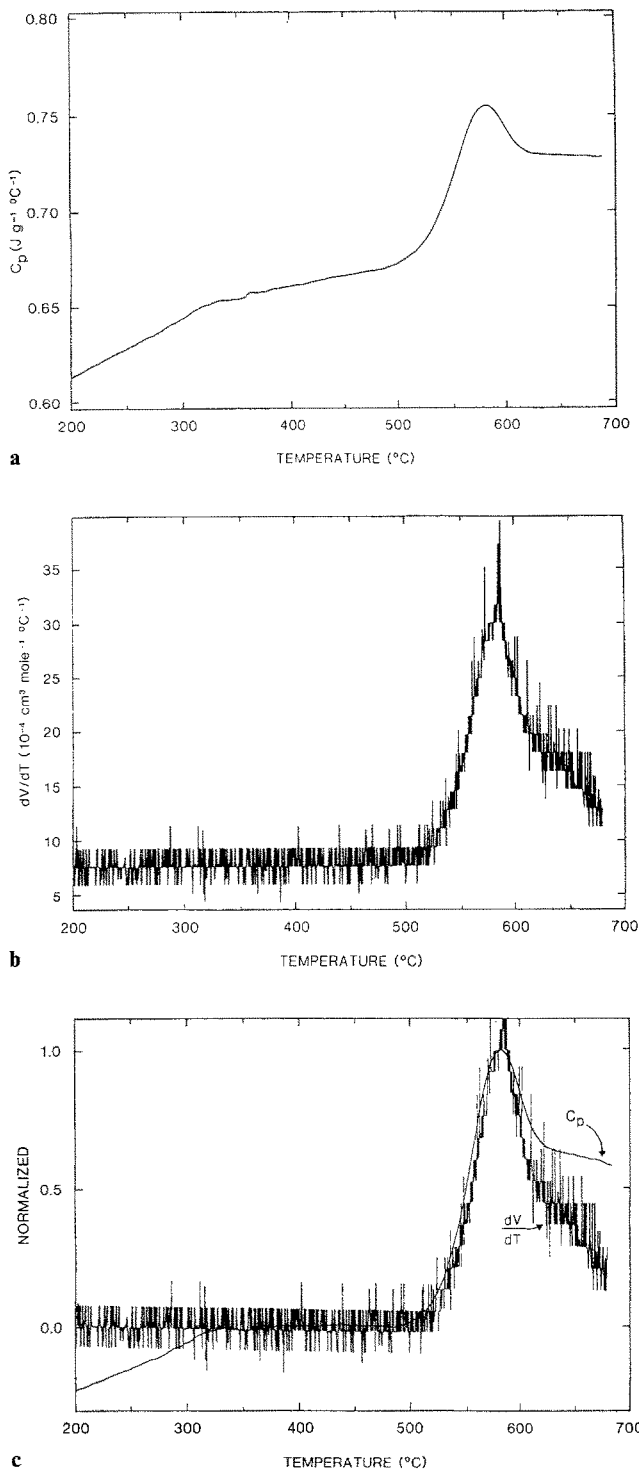 0.80
0.75
0.70
0.65
0.60
Cp (J g⁻¹ °C⁻¹)
200 300 400 500 600 700
TEMPERATURE (°C)
a
35
30
25
20
15
10
5
dV/dT (10⁻⁴ cm³ mole⁻¹ °C⁻¹)
200 300 400 500 600 700
TEMPERATURE (°C)
b
1.0
0.5
0.0
NORMALIZED
Cp
dV
dT
200 300 400 500 600 700
TEMPERATURE (°C)
c